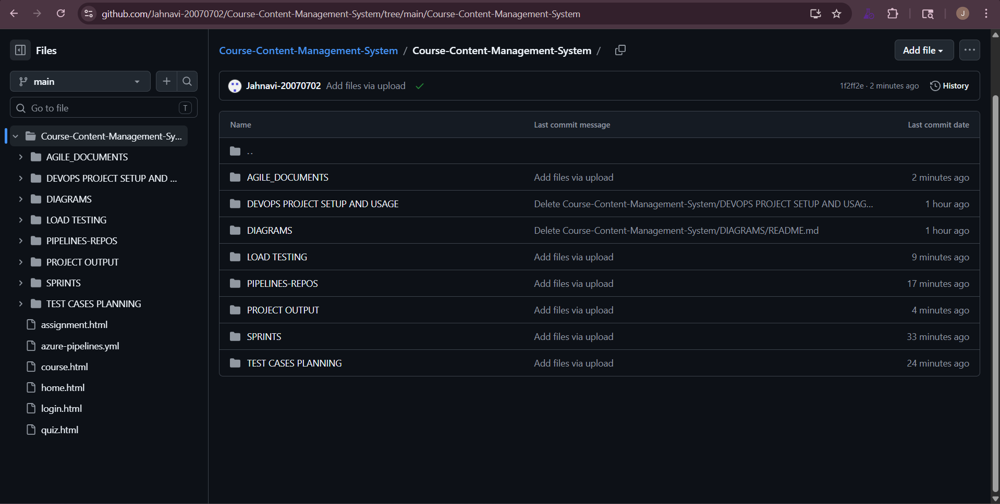 github.com/Jahnavi-20070702/Course-Content-Management-System/tree/main/Course-Content-Management-System
J
Files
main
Go to file
T
Course-Content-Management-Sy...
AGILE_DOCUMENTS
DEVOPS PROJECT SETUP AND ...
DIAGRAMS
LOAD TESTING
PIPELINES-REPOS
PROJECT OUTPUT
SPRINTS
TEST CASES PLANNING
assignment.html
azure-pipelines.yml
course.html
home.html
login.html
quiz.html
Course-Content-Management-System / Course-Content-Management-System /
Add file
Jahnavi-20070702 Add files via upload
1f2ff2e · 2 minutes ago History
Name Last commit message Last commit date
..
AGILE_DOCUMENTS Add files via upload 2 minutes ago
DEVOPS PROJECT SETUP AND USAGE Delete Course-Content-Management-System/DEVOPS PROJECT SETUP AND USAG... 1 hour ago
DIAGRAMS Delete Course-Content-Management-System/DIAGRAMS/README.md 1 hour ago
LOAD TESTING Add files via upload 9 minutes ago
PIPELINES-REPOS Add files via upload 17 minutes ago
PROJECT OUTPUT Add files via upload 4 minutes ago
SPRINTS Add files via upload 33 minutes ago
TEST CASES PLANNING Add files via upload 24 minutes ago